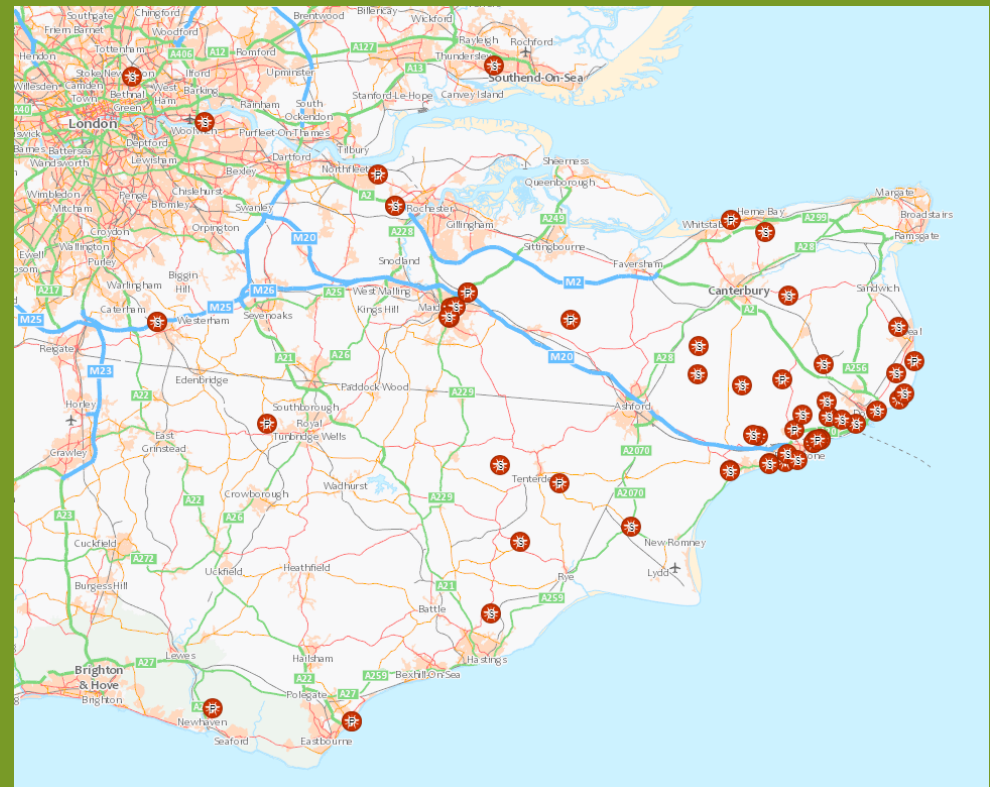 Southgate
Chingford
Brentwood
Billericay
Wickford
Friern Barnet
Woodford
Rayleigh
Rochford
Tottenham
A12
Romford
A127
A406
Hendon
Thundersley
A13
Ilford
Upminster
Southend-On-Sea
Willesden
Camden
Town
Bethnal
Green
West
Ham
Barking
Rainham
South
Ockendon
Stanford-Le-Hope
Canvey Island
A40
London
Woolwich
Purfleet-On-Thames
Tilbury
Barnes
Battersea
Deptford
Lewisham
Dartford
Wandsworth
Bexley
Northfleet
Sheerness
Queenborough
Wimbledon
Penge
Chislehurst
A2
Mitcham
Bromley
Swanley
Rochester
Margate
Herne Bay
A299
Broadstairs
Croydon
Orpington
M20
A228
Gillingham
A249
Ramsgate
Wallington
Sittingbourne
A28
Ewell
Purley
Snodland
Faversham
Biggin
Hill
M2
Warlingham
A217
M26
A25
West Malling
Canterbury
Sandwich
Caterham
M25
Kings Hill
M25
Westerham
Sevenoaks
A2
Reigate
A21
A26
M20
A28
A256
M23
Edenbridge
Paddock Wood
A22
A229
Horley
Southborough
Ashford
Royal
Tunbridge Wells
East
Grinstead
Crawley
A2070
Tenterden
Wadhurst
Crowborough
A229
A2070
A22
A23
A26
Cuckfield
New Romney
A272
Uckfield
Heathfield
Lydd
Rye
Burgess Hill
A21
A259
Battle
Lewes
Hailsham
Hastings
A27
Brighton
& Hove
A22
A259
Bexhill-On-Sea
Brighton
Polegate
A27
Newhaven
Seaford
Eastbourne